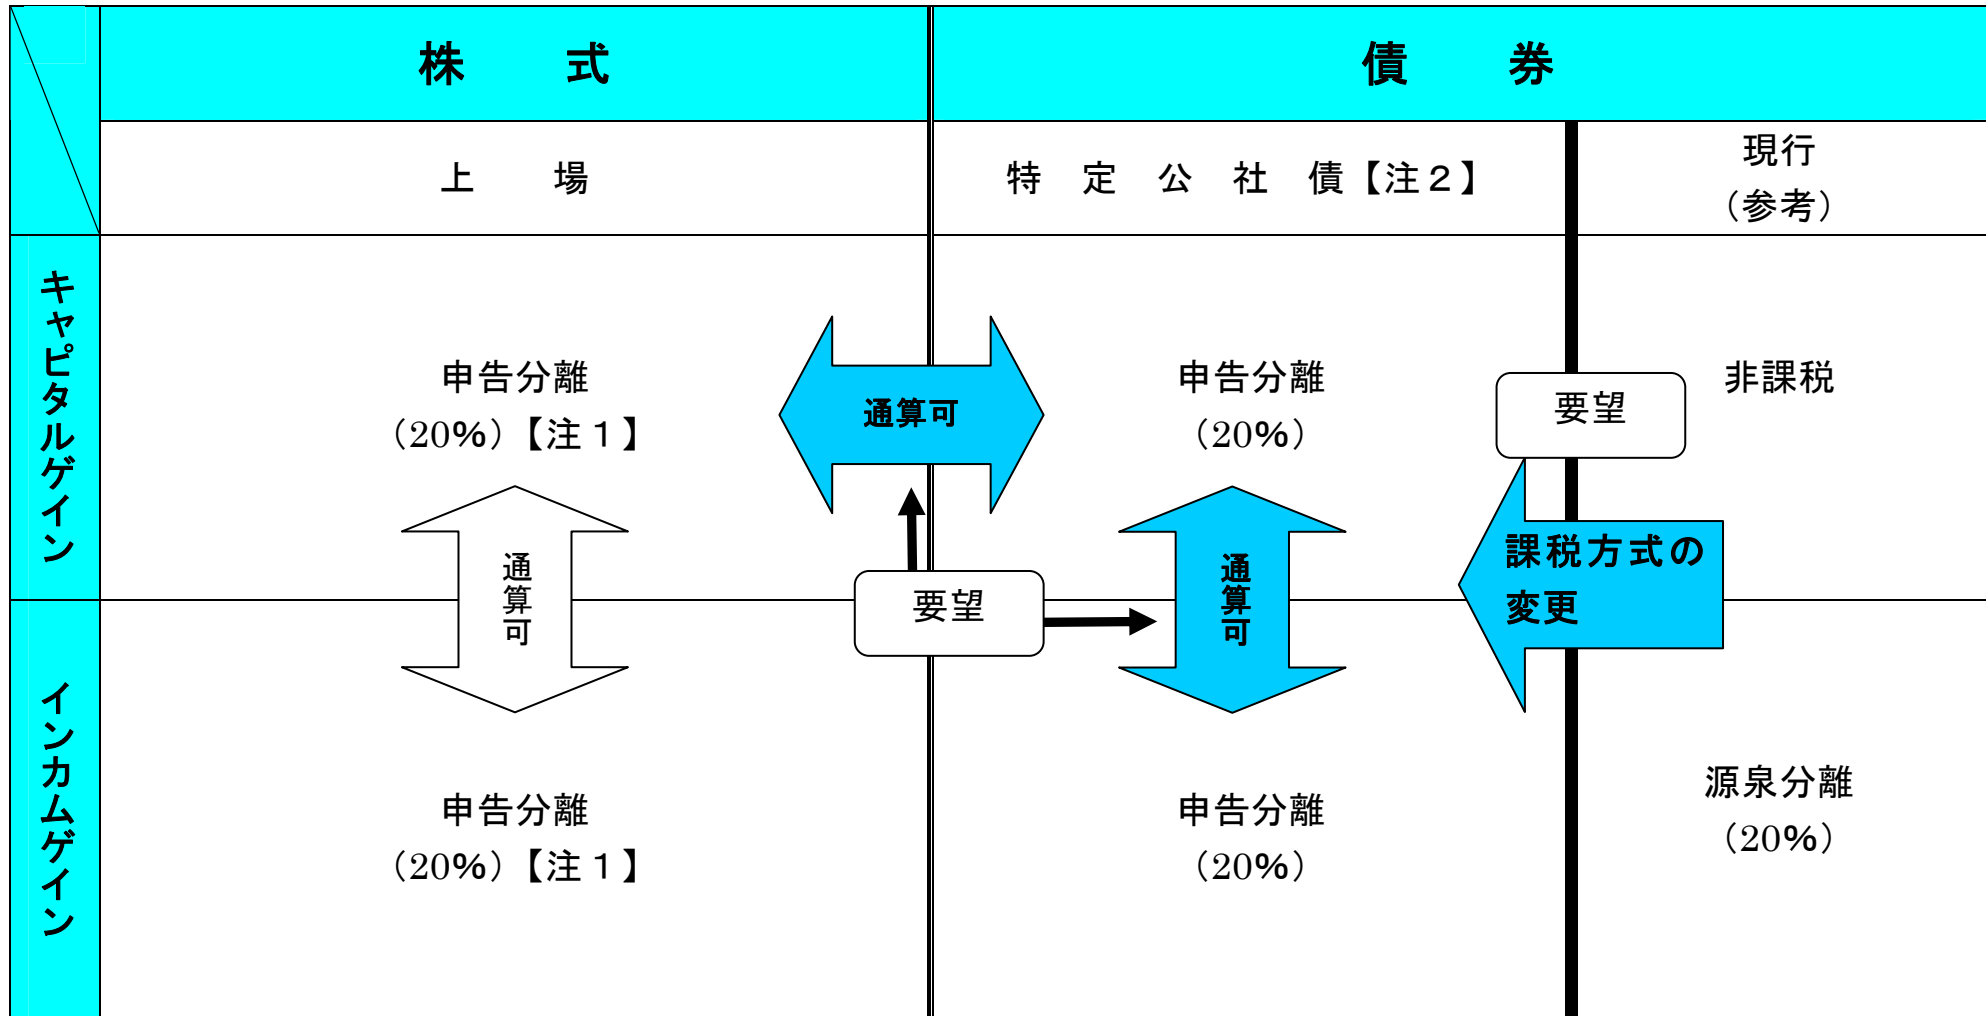 株　　式
債　　券
上　　場
特　定　公　社　債【注２】
現行
（参考）
キャピタルゲイン
申告分離
（20％）【注１】
通算可
申告分離
（20％）
要望
非課税
通算可
要望
通算可
課税方式の
変更
インカムゲイン
申告分離
（20％）【注１】
申告分離
（20％）
源泉分離
（20％）